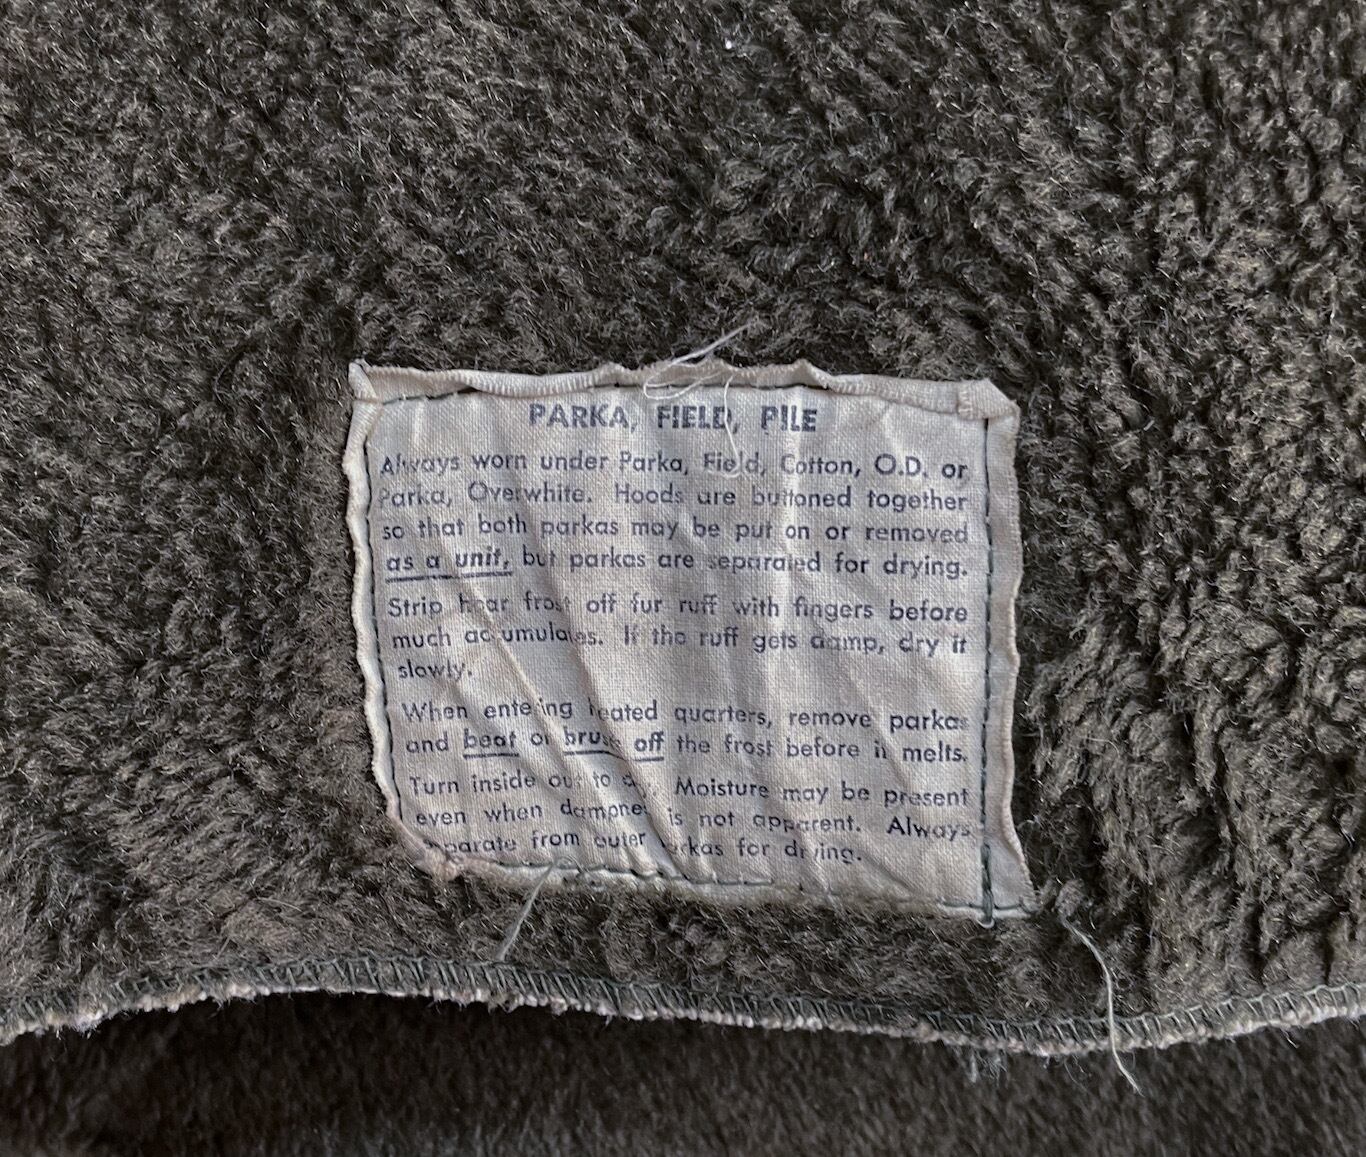 PARKA, FIELD, PILE
Always worn under Parka, Field, Cotton, O.D. or
Parka, Overwhite. Hoods are buttoned together
so that both parkas may be put on or removed
as a unit, but parkas are separated for drying.
Strip hoar frost off fur ruff with fingers before
much accumulates. If the ruff gets damp, dry it
slowly.
When entering heated quarters, remove parkas
and beat or brush off the frost before it melts.
Turn inside out to dry. Moisture may be present
even when dampness is not apparent. Always
separate from outer parkas for drying.